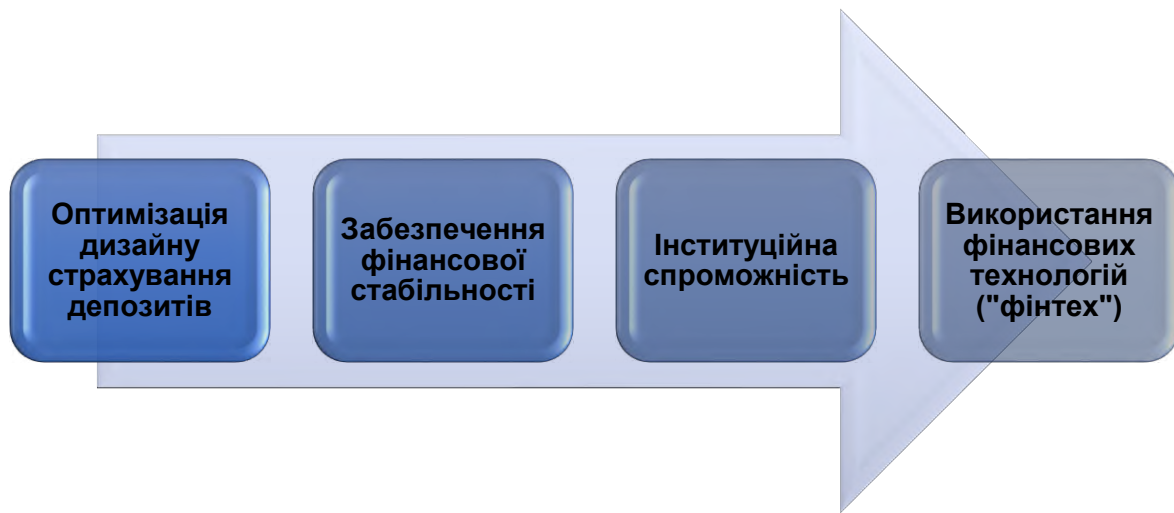 Оптимізація
дизайну
страхування
депозитів
Забезпечення
фінансової
стабільності
Інституційна
спроможність
Використання
фінансових
технологій
("фінтех")